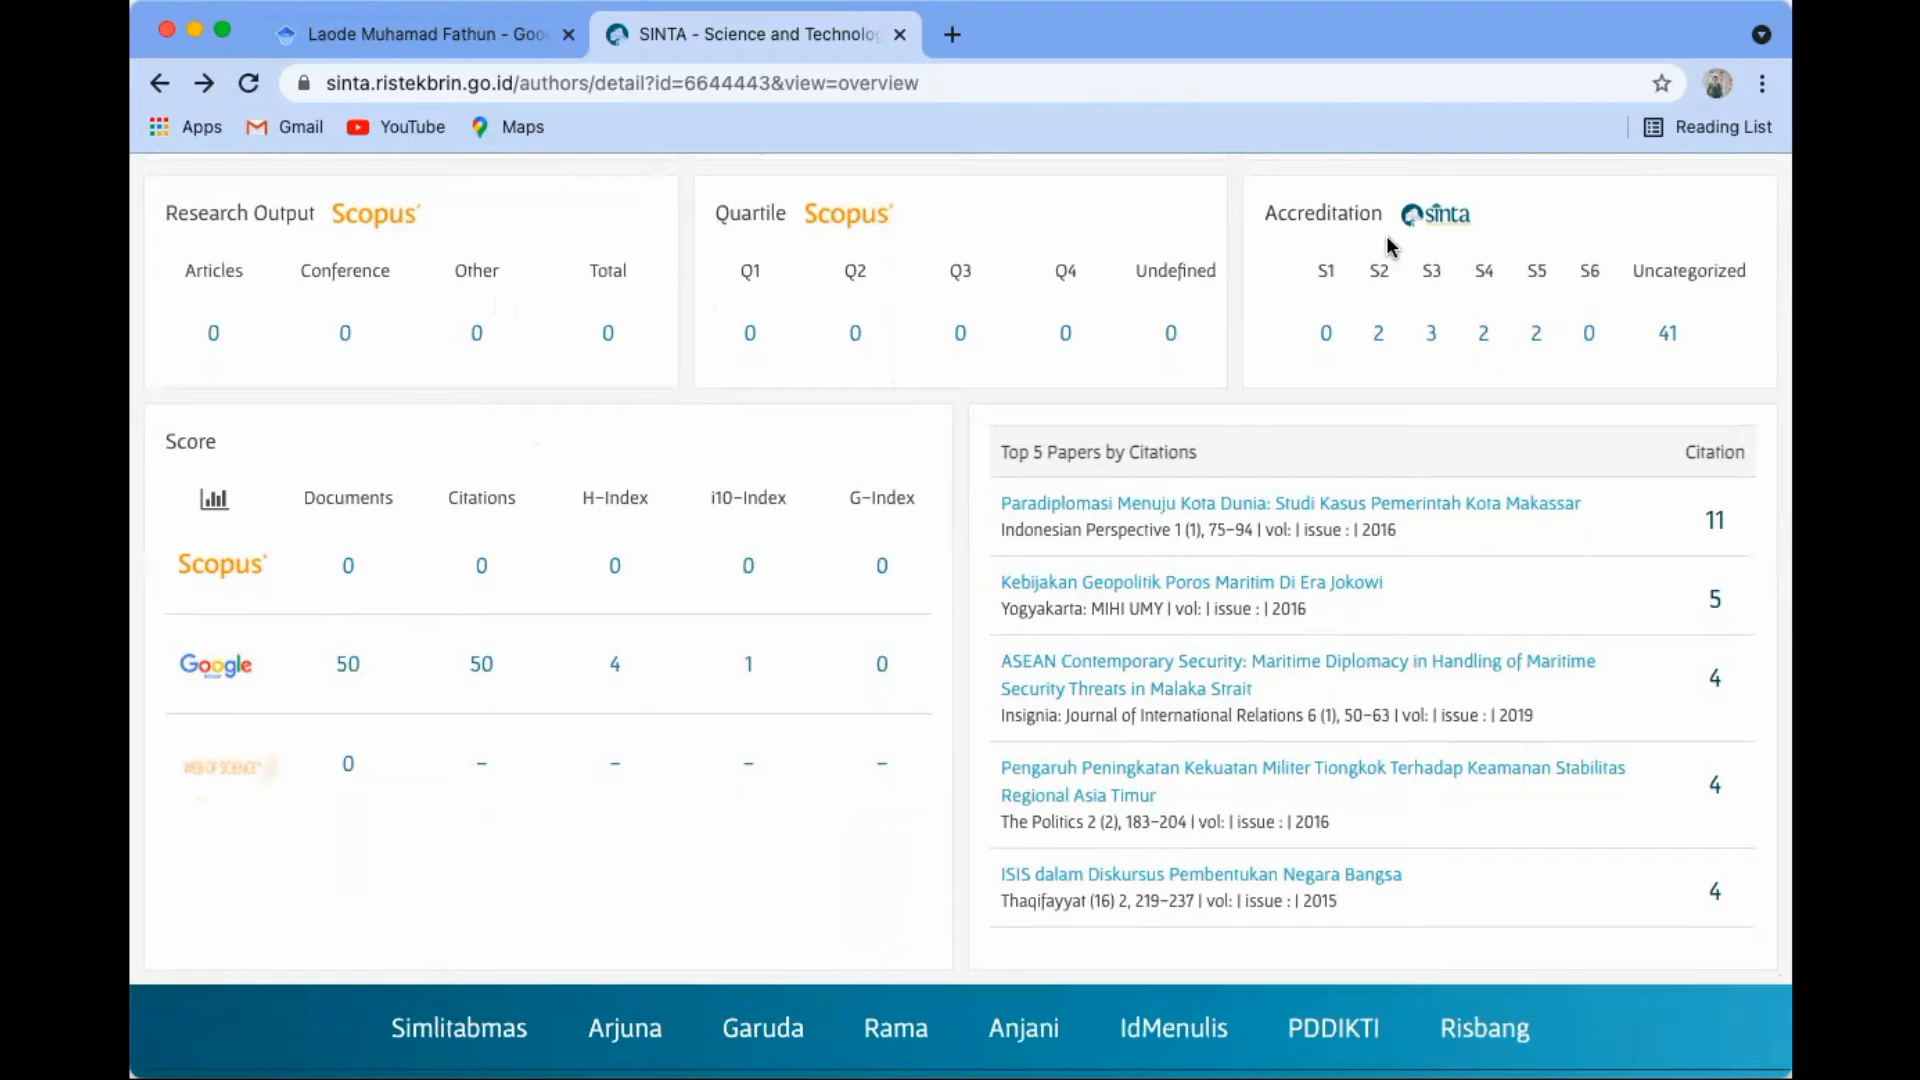 Laode Muhamad Fathun - Goo
SINTA - Science and Technolog
sinta.ristekbrin.go.id/authors/detail?id=6644443&view=overview
Apps Gmail YouTube Maps Reading List
Research Output Scopus
Articles Conference Other Total
0 0 0 0
Quartile Scopus
Q1 Q2 Q3 Q4 Undefined
0 0 0 0 0
Accreditation sinta
S1 S2 S3 S4 S5 S6 Uncategorized
0 2 3 2 2 0 41
Score
Documents Citations H-Index i10-Index G-Index
Scopus 0 0 0 0 0
Google 50 50 4 1 0
WEB OF SCIENCE 0 - - - -
Top 5 Papers by Citations Citation
Paradiplomasi Menuju Kota Dunia: Studi Kasus Pemerintah Kota Makassar
Indonesian Perspective 1 (1), 75-94 | vol: | issue : | 2016
11
Kebijakan Geopolitik Poros Maritim Di Era Jokowi
Yogyakarta: MIHI UMY | vol: | issue : | 2016
5
ASEAN Contemporary Security: Maritime Diplomacy in Handling of Maritime
Security Threats in Malaka Strait
Insignia: Journal of International Relations 6 (1), 50-63 | vol: | issue : | 2019
4
Pengaruh Peningkatan Kekuatan Militer Tiongkok Terhadap Keamanan Stabilitas
Regional Asia Timur
The Politics 2 (2), 183-204 | vol: | issue : | 2016
4
ISIS dalam Diskursus Pembentukan Negara Bangsa
Thaqifayyat (16) 2, 219-237 | vol: | issue : | 2015
4
Simlitabmas Arjuna Garuda Rama Anjani IdMenulis PDDIKTI Risbang